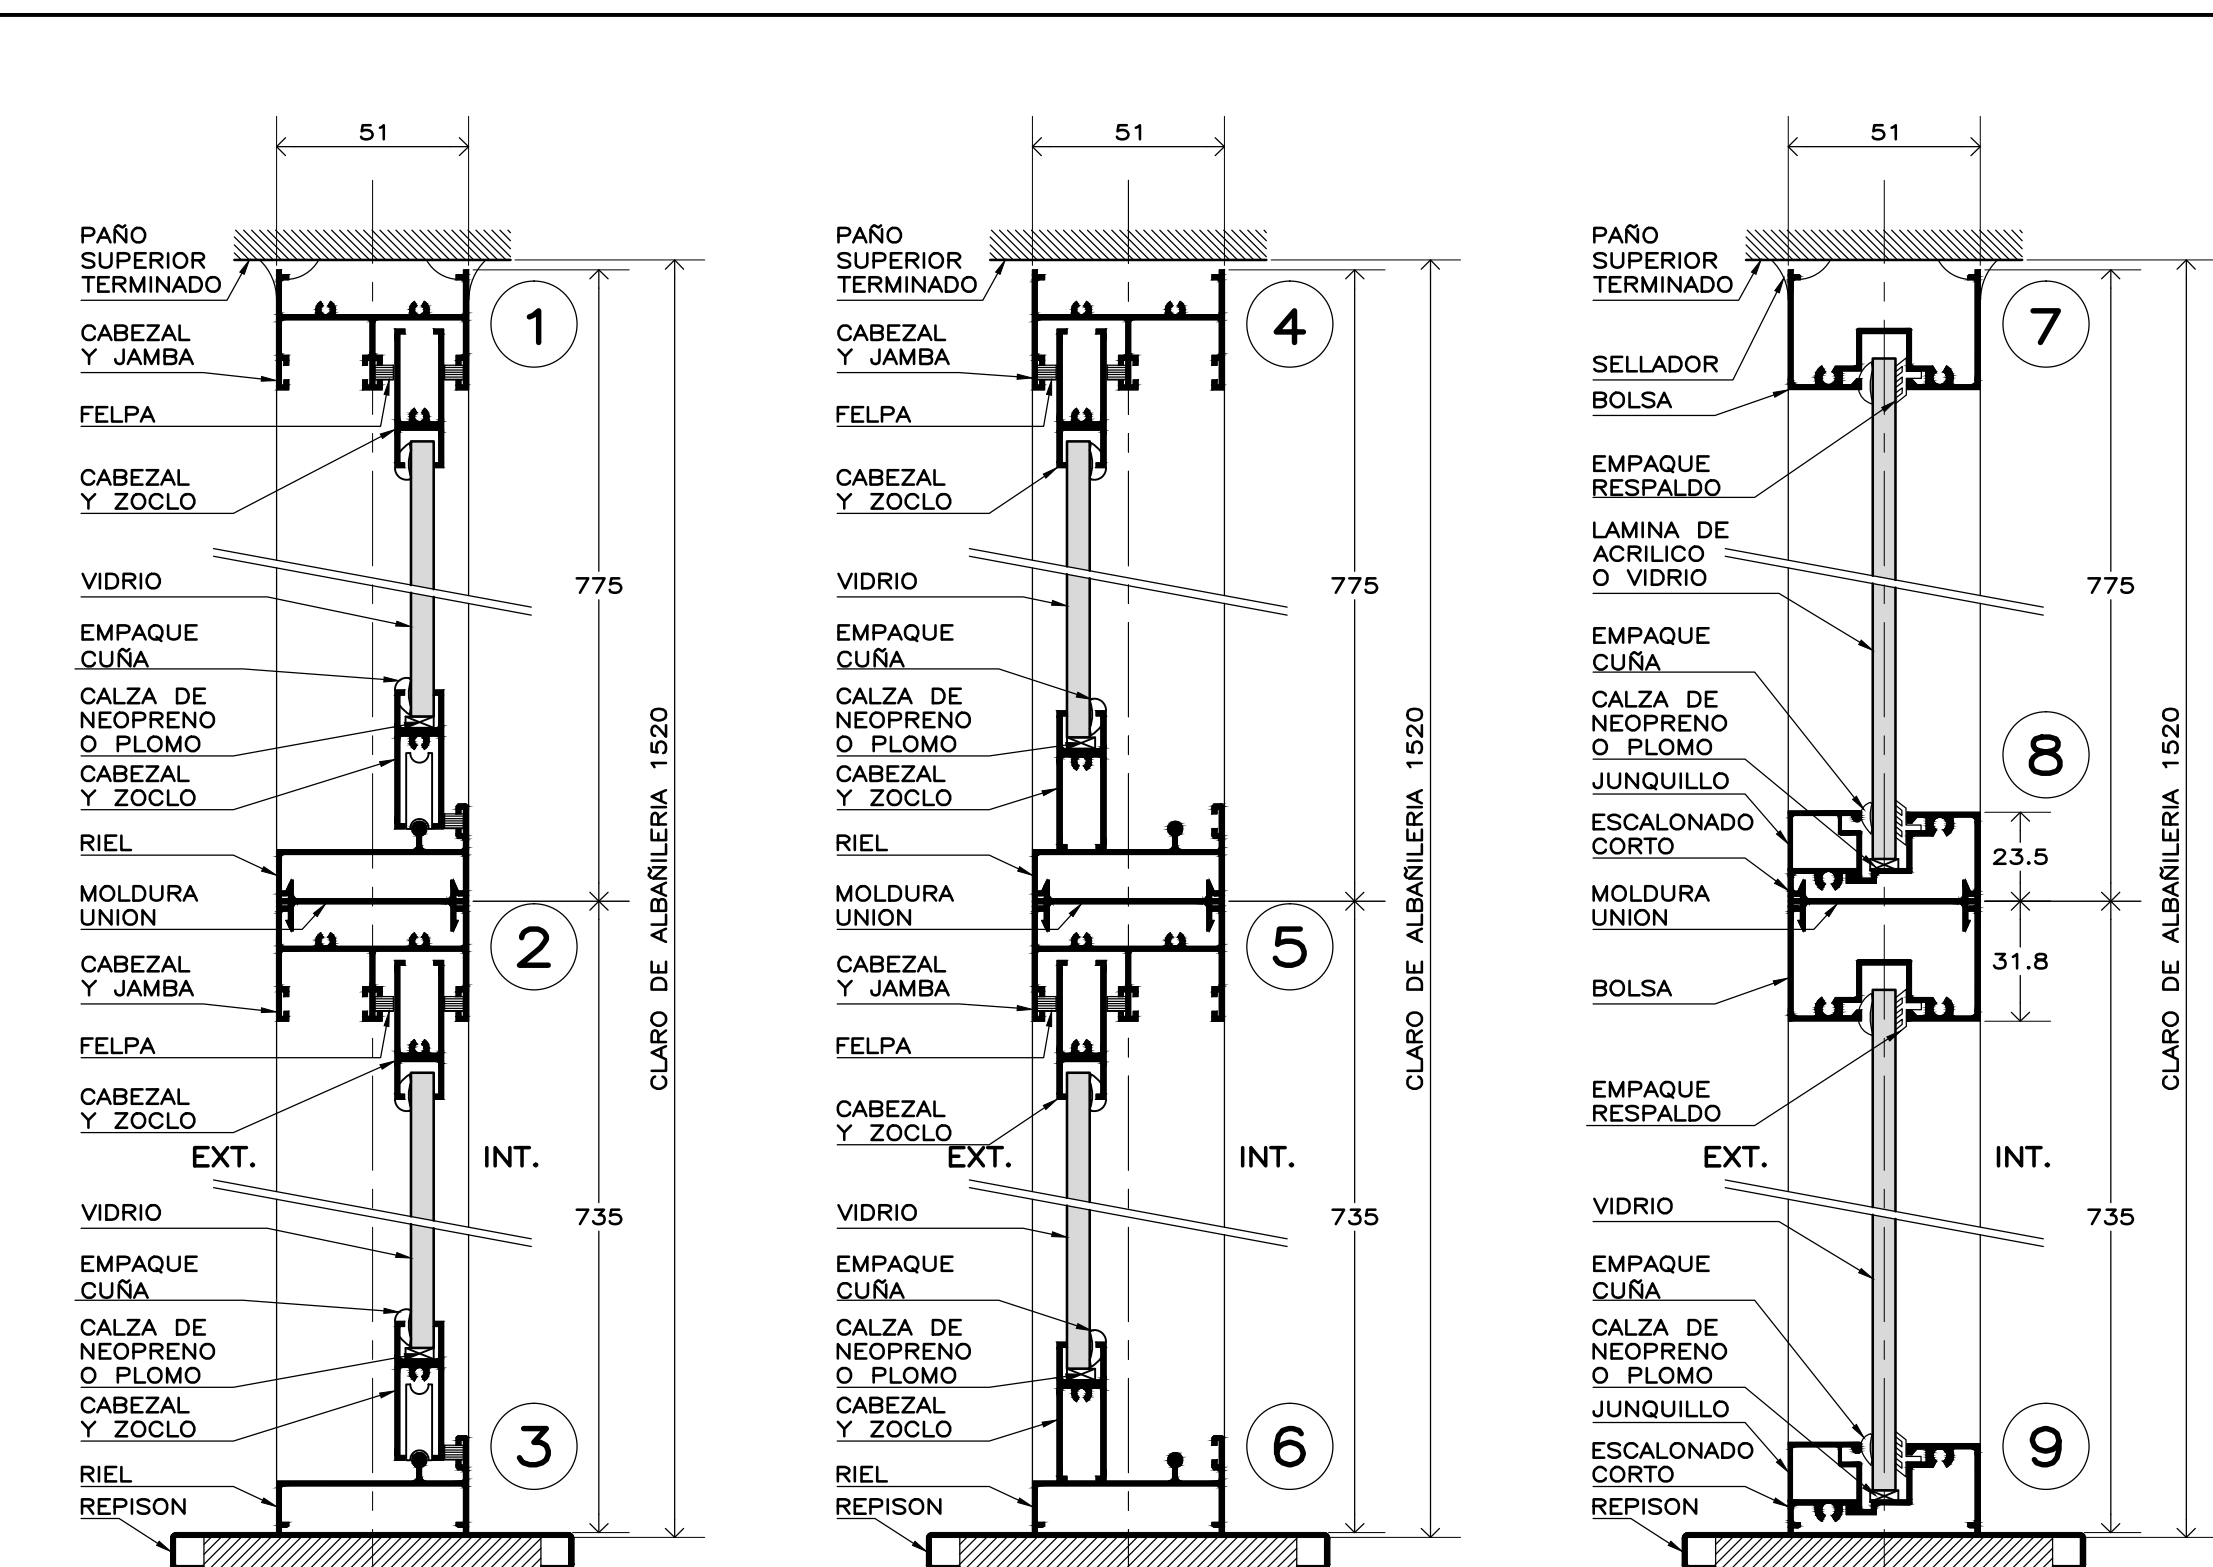 51
PAÑO
SUPERIOR
TERMINADO
1
CABEZAL
Y JAMBA
FELPA
CABEZAL
Y ZOCLO
VIDRIO
775
EMPAQUE
CUÑA
CALZA DE
NEOPRENO
O PLOMO
CABEZAL
Y ZOCLO
RIEL
MOLDURA
UNION
2
CABEZAL
Y JAMBA
FELPA
CABEZAL
Y ZOCLO
EXT.
INT.
VIDRIO
735
EMPAQUE
CUÑA
CALZA DE
NEOPRENO
O PLOMO
CABEZAL
Y ZOCLO
3
RIEL
REPISON
CLARO DE ALBAÑILERIA 1520
51
PAÑO
SUPERIOR
TERMINADO
4
CABEZAL
Y JAMBA
FELPA
CABEZAL
Y ZOCLO
VIDRIO
775
EMPAQUE
CUÑA
CALZA DE
NEOPRENO
O PLOMO
CABEZAL
Y ZOCLO
RIEL
MOLDURA
UNION
5
CABEZAL
Y JAMBA
FELPA
CABEZAL
Y ZOCLO
EXT.
INT.
VIDRIO
735
EMPAQUE
CUÑA
CALZA DE
NEOPRENO
O PLOMO
CABEZAL
Y ZOCLO
6
RIEL
REPISON
CLARO DE ALBAÑILERIA 1520
51
PAÑO
SUPERIOR
TERMINADO
7
SELLADOR
BOLSA
EMPAQUE
RESPALDO
LAMINA DE
ACRILICO
O VIDRIO
775
EMPAQUE
CUÑA
CALZA DE
NEOPRENO
O PLOMO
8
JUNQUILLO
ESCALONADO
CORTO
23.5
MOLDURA
UNION
31.8
BOLSA
EMPAQUE
RESPALDO
EXT.
INT.
VIDRIO
735
EMPAQUE
CUÑA
CALZA DE
NEOPRENO
O PLOMO
JUNQUILLO
9
ESCALONADO
CORTO
REPISON
CLARO DE ALBAÑILERIA 1520